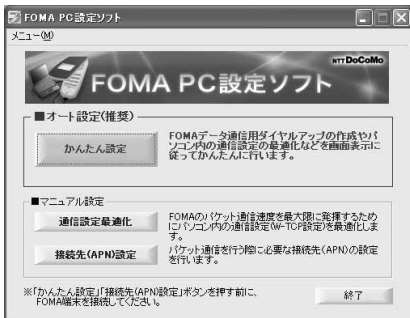 FOMA PC設定ソフト
メニュー(M)
NTT DoCoMo
FOMA PC設定ソフト
■オート設定(推奨)
かんたん設定
FOMAデータ通信用ダイヤルアップの作成やパ
ソコン内の通信設定の最適化などを画面表示に
従ってかんたんに行います。
■マニュアル設定
通信設定最適化
FOMAのパケット通信速度を最大限に発揮するため
にパソコン内の通信設定(W-TCP設定)を最適化しま
す。
接続先(APN)設定
パケット通信を行う際に必要な接続先(APN)の設定
を行います。
※「かんたん設定」「接続先(APN)設定」ボタンを押す前に、
FOMA端末を接続してください。
終了